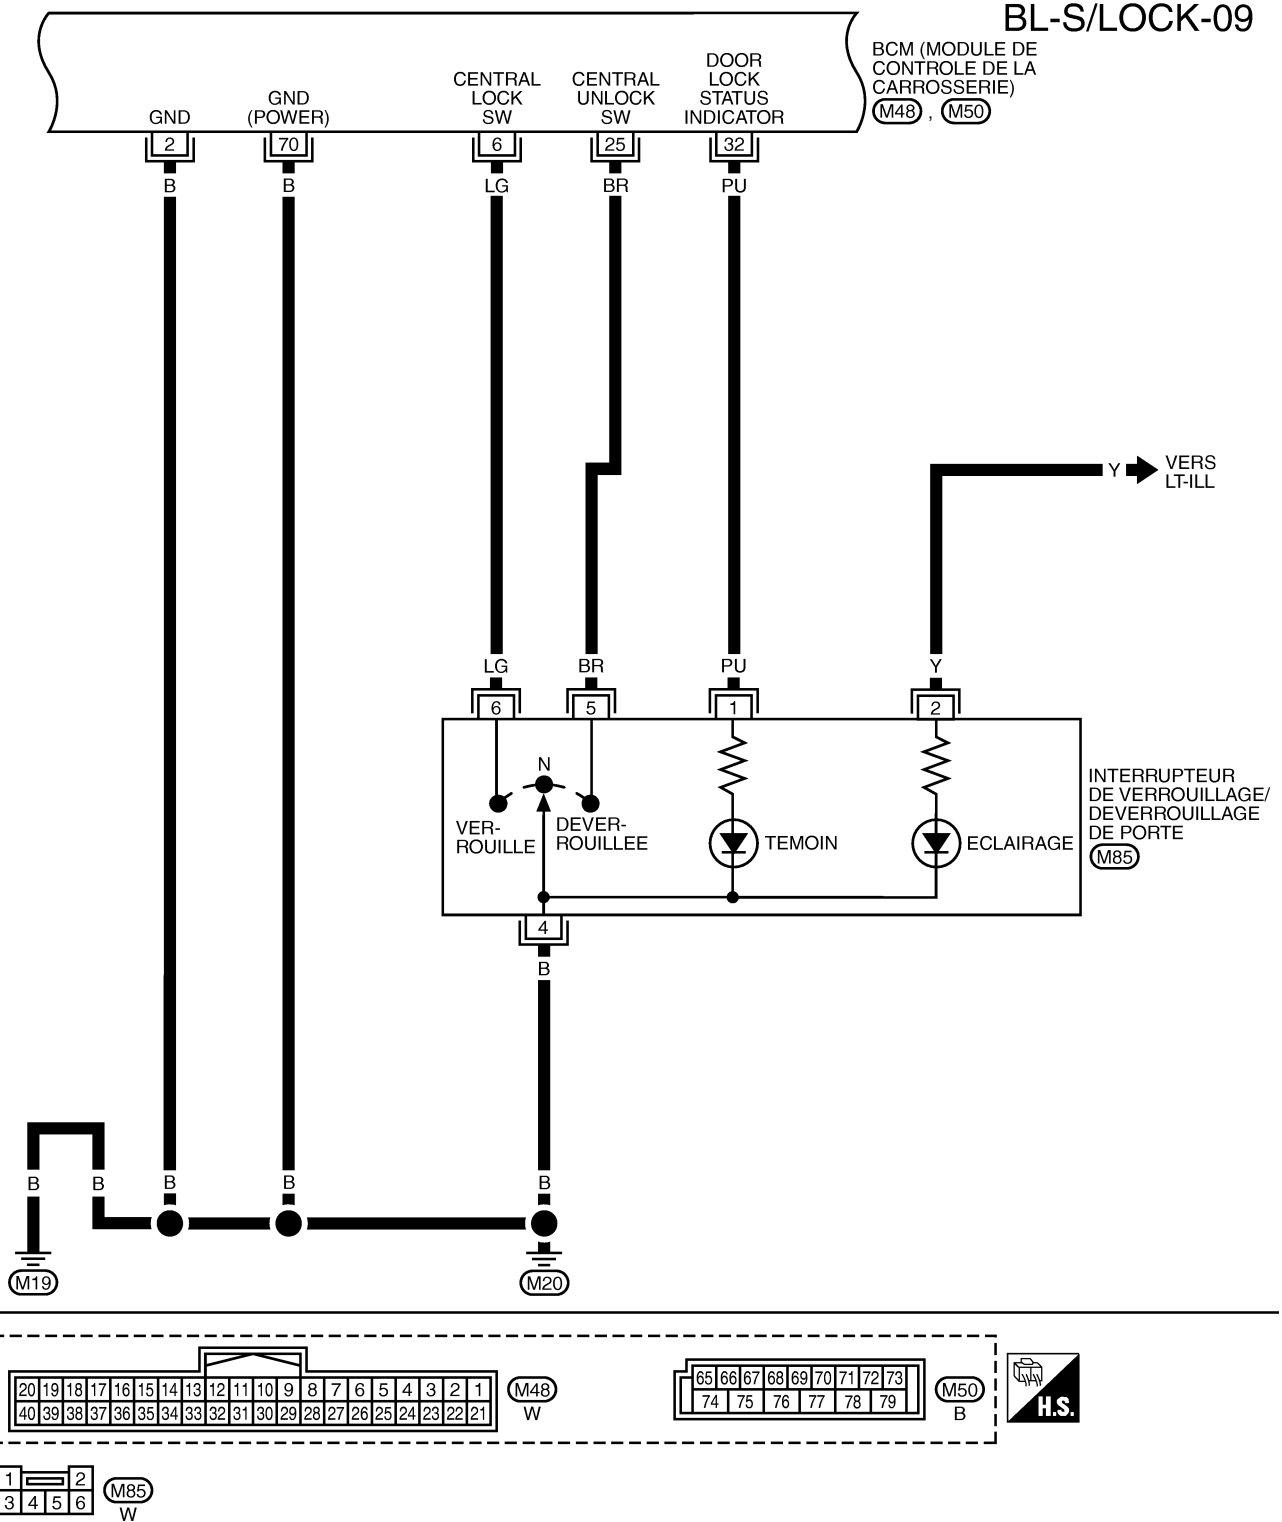 BL-S/LOCK-09
BCM (MODULE DE
CONTROLE DE LA
CARROSSERIE)
M48 , M50
GND
GND
(POWER)
CENTRAL
LOCK
SW
CENTRAL
UNLOCK
SW
DOOR
LOCK
STATUS
INDICATOR
2 70 6 25 32
B B LG BR PU
Y VERS
LT-ILL
LG BR PU Y
6 5 1 2
N
VER-
ROUILLE
DEVER-
ROUILLEE
TEMOIN
ECLAIRAGE
INTERRUPTEUR
DE VERROUILLAGE/
DEVERROUILLAGE
DE PORTE
M85
4
B
B B B B B
M19 M20
20 19 18 17 16 15 14 13 12 11 10 9 8 7 6 5 4 3 2 1
40 39 38 37 36 35 34 33 32 31 30 29 28 27 26 25 24 23 22 21
M48
W
65 66 67 68 69 70 71 72 73
74 75 76 77 78 79
M50
B
H.S.
1 2
3 4 5 6
M85
W